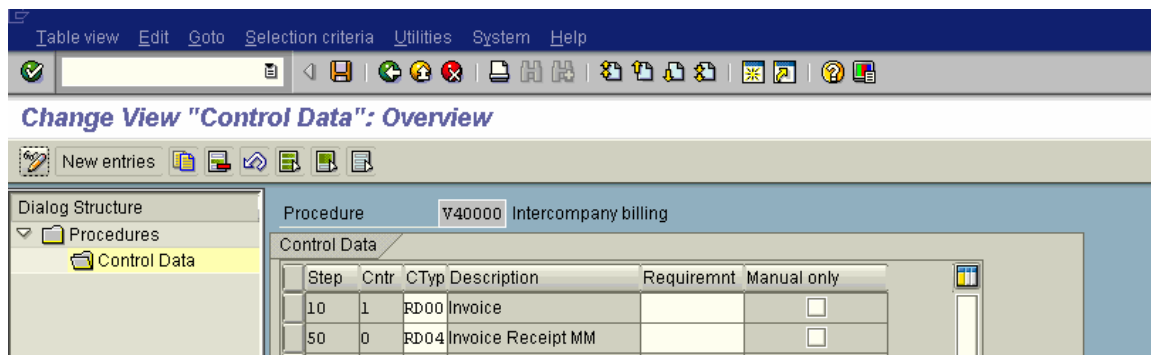 Table view Edit Goto Selection criteria Utilities System Help
Change View "Control Data": Overview
New entries
Dialog Structure
Procedures
Control Data
Procedure V40000 Intercompany billing
Control Data
Step Cntr CTyp Description Requiremnt Manual only
10 1 RD00 Invoice
50 0 RD04 Invoice Receipt MM